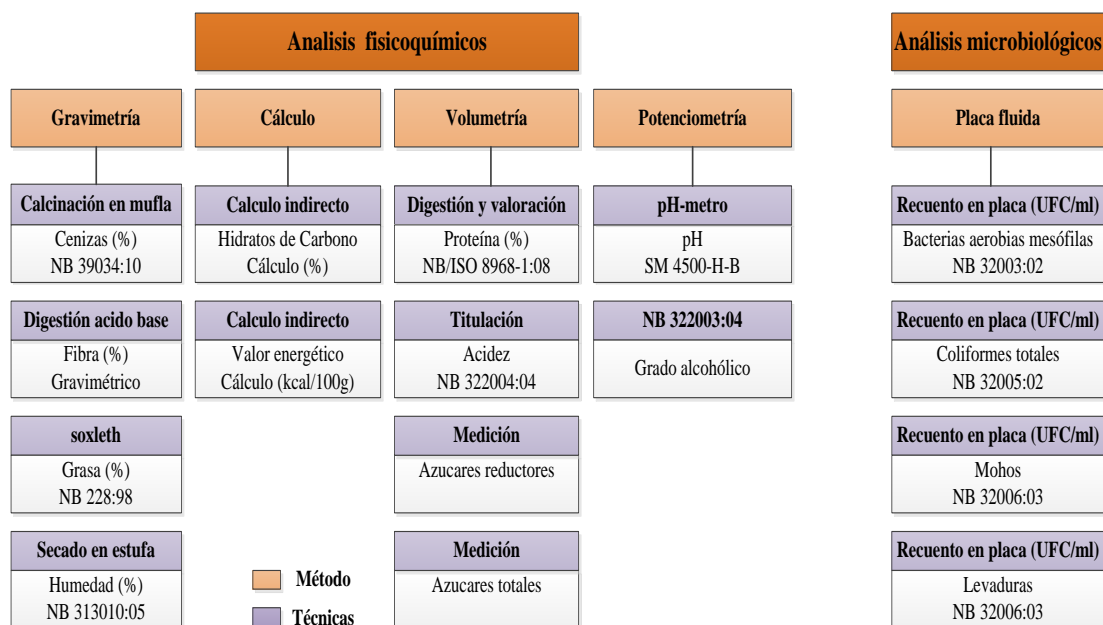 Analisis fisicoquímicos
Análisis microbiológicos
Gravimetría
Cálculo
Volumetría
Potenciometría
Placa fluida
Calcinación en mufla
Cenizas (%)
NB 39034:10
Calculo indirecto
Hidratos de Carbono
Cálculo (%)
Digestión y valoración
Proteína (%)
NB/ISO 8968-1:08
pH-metro
pH
SM 4500-H-B
Recuento en placa (UFC/ml)
Bacterias aerobias mesófilas
NB 32003:02
Digestión acido base
Fibra (%)
Gravimétrico
Calculo indirecto
Valor energético
Cálculo (kcal/100g)
Titulación
Acidez
NB 322004:04
NB 322003:04
Grado alcohólico
Recuento en placa (UFC/ml)
Coliformes totales
NB 32005:02
soxleth
Grasa (%)
NB 228:98
Medición
Azucares reductores
Recuento en placa (UFC/ml)
Mohos
NB 32006:03
Secado en estufa
Humedad (%)
NB 313010:05
Método
Técnicas
Medición
Azucares totales
Recuento en placa (UFC/ml)
Levaduras
NB 32006:03